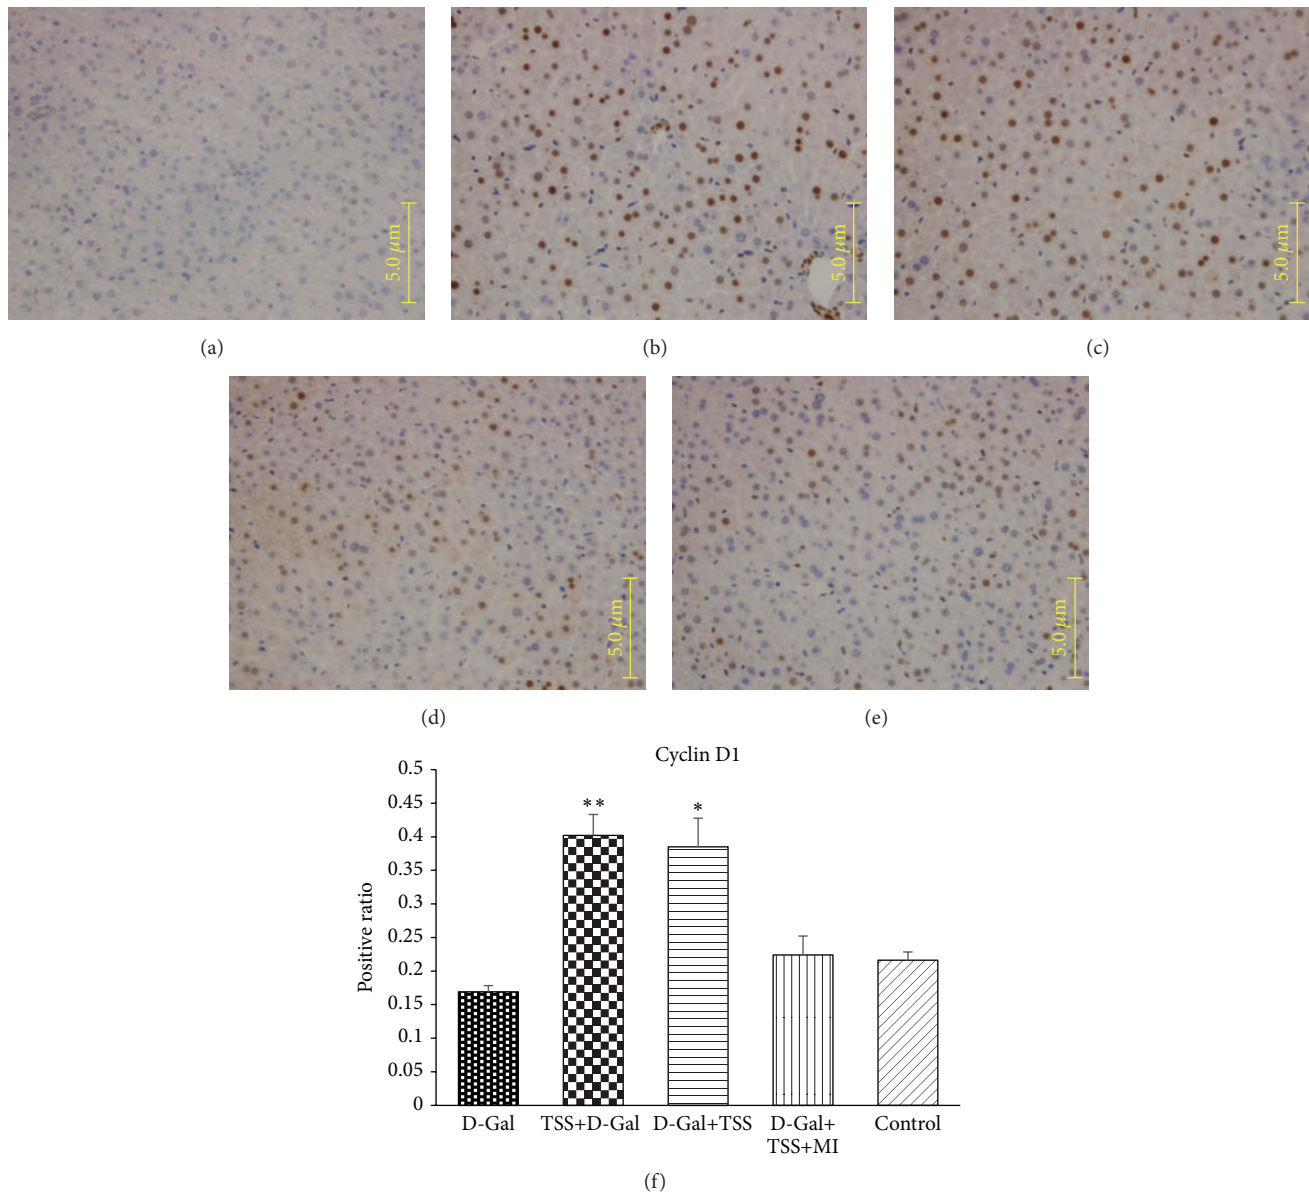 5.0 μm
5.0 μm
5.0 μm
(a)
(b)
(c)
5.0 μm
5.0 μm
(d)
(e)
Cyclin D1
0.5
0.45
0.4
0.35
0.3
0.25
0.2
0.15
0.1
0.05
0
Positive ratio
**
*
D-Gal
TSS+D-Gal
D-Gal+TSS
D-Gal+
TSS+MI
Control
(f)